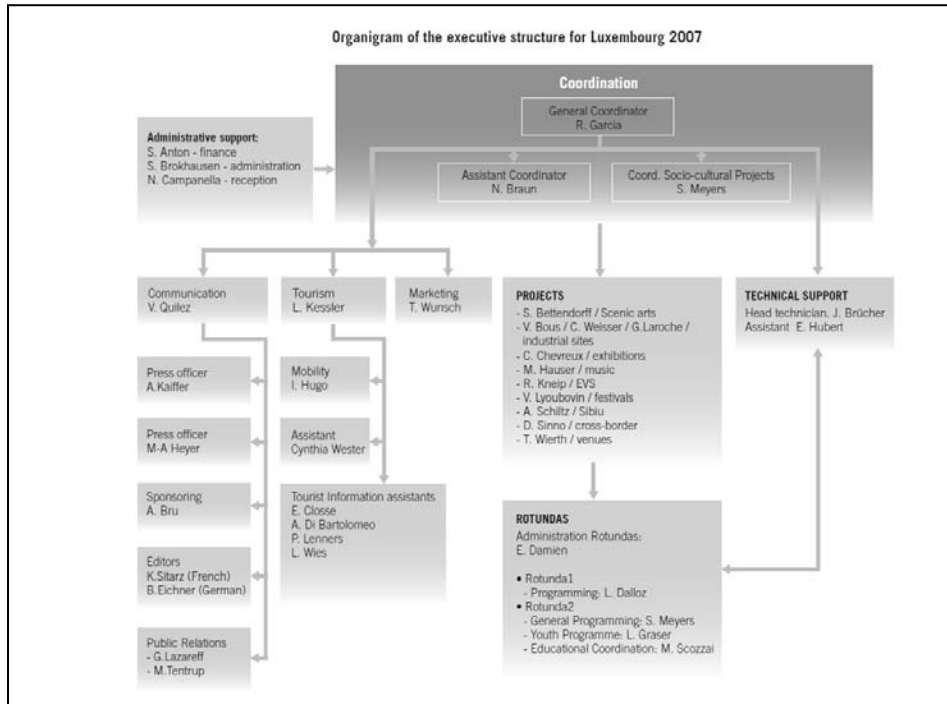 Organigram of the executive structure for Luxembourg 2007
Coordination
General Coordinator
R. Garcia
Administrative support:
S. Anton - finance
S. Brokhausen - administration
N. Campanella - reception
Assistant Coordinator
N. Braun
Coord. Socio-cultural Projects
S. Meyers
Communication
V. Quilez
Tourism
L. Kessler
Marketing
T. Wunsch
Press officer
A.Kaiffer
Press officer
M-A Heyer
Sponsoring
A. Bru
Editors
K.Sitarz (French)
B.Eichner (German)
Public Relations
- G.Lazareff
- M.Tentrup
Mobility
I. Hugo
Assistant
Cynthia Wester
Tourist Information assistants
E. Closse
A. Di Bartolomeo
P. Lenners
L. Wies
PROJECTS
- S. Bettendorff / Scenic arts
- V. Bous / C. Weisser / G.Laroche /
industrial sites
- C. Chevreux / exhibitions
- M. Hauser / music
- R. Kneip / EVS
- V. Lyoubovin / festivals
- A. Schiltz / Sibiu
- D. Sinno / cross-border
- T. Wierth / venues
TECHNICAL SUPPORT
Head technician, J. Brücher
Assistant E. Hubert
ROTUNDAS
Administration Rotundas:
E. Damien
• Rotunda1
- Programming: L. Dalloz
• Rotunda2
- General Programming: S. Meyers
- Youth Programme: L. Graser
- Educational Coordination: M. Scozzai